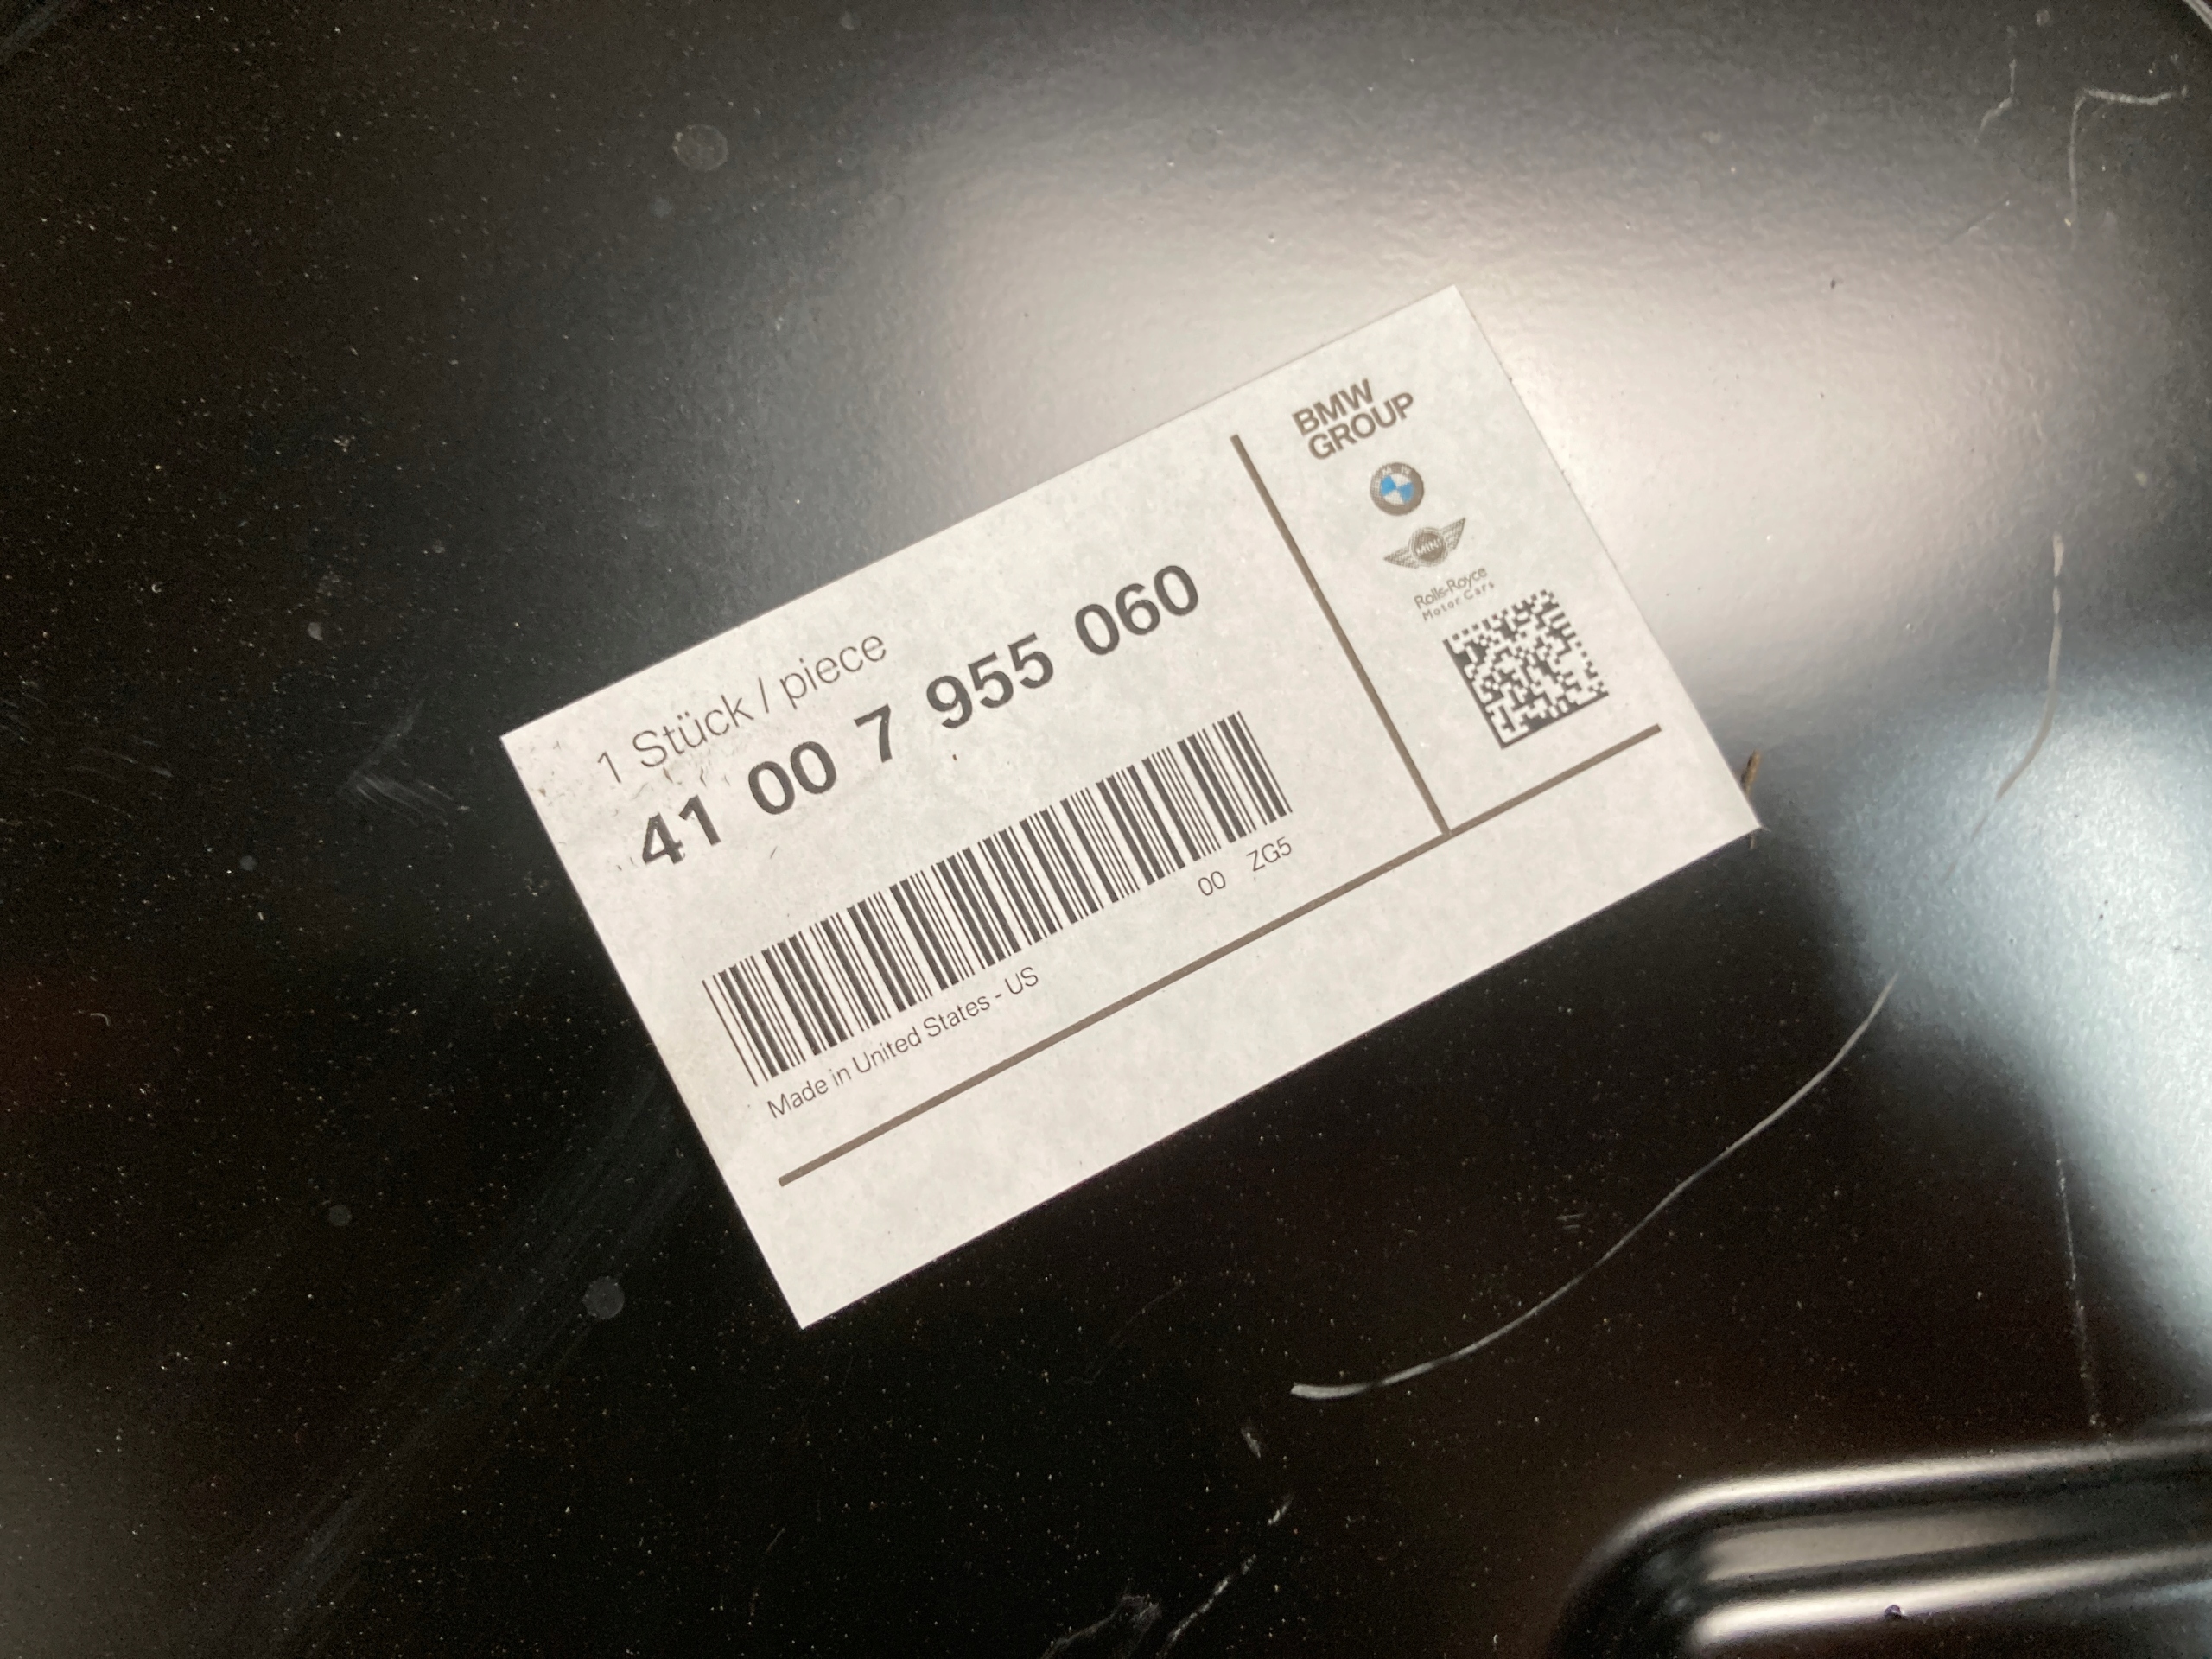 1 Stück / piece
41 00 7 955 060
00 ZG5
Made in United States - US
BMW
GROUP
MINI
Rolls-Royce
Motor Cars